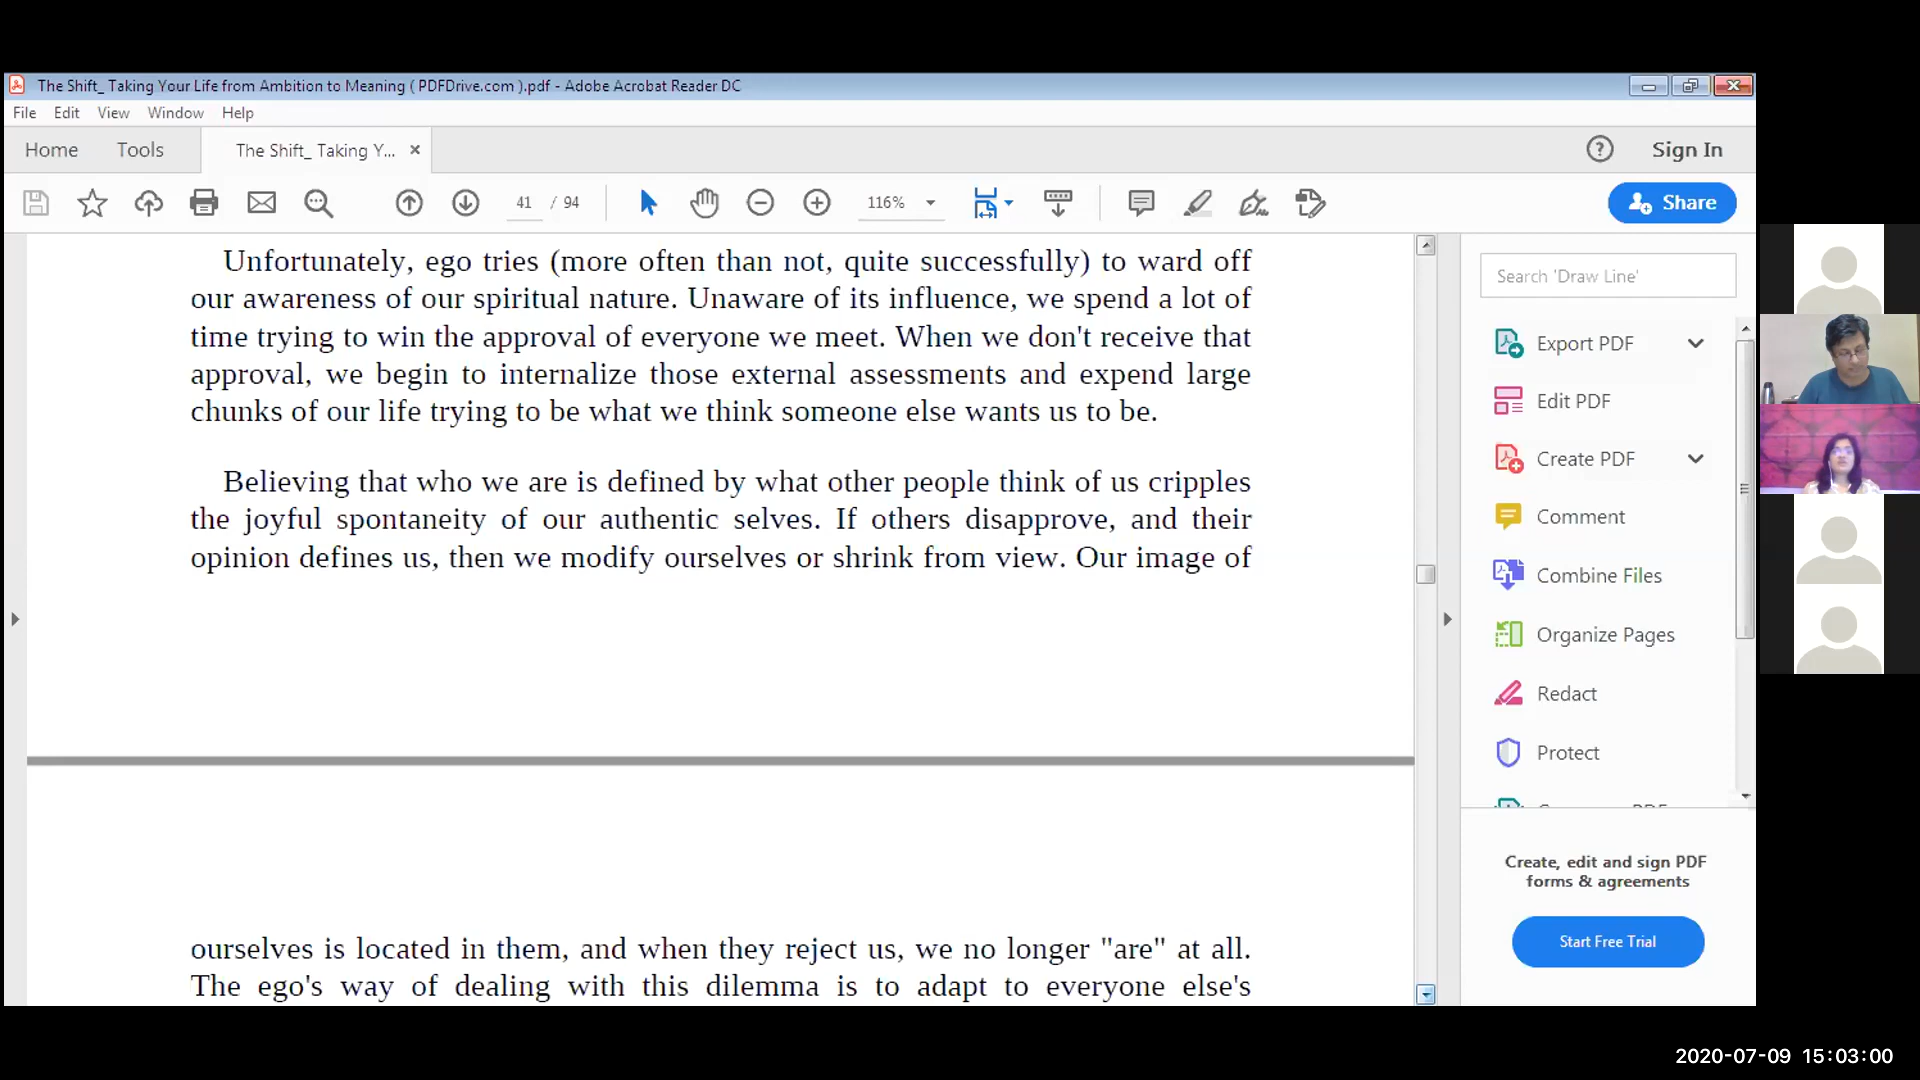 The Shift_ Taking Your Life from Ambition to Meaning ( PDFDrive.com ).pdf - Adobe Acrobat Reader DC
File Edit View Window Help
Home Tools The Shift_ Taking Y... × Sign In
41 / 94 116% Share
Unfortunately, ego tries (more often than not, quite successfully) to ward off
our awareness of our spiritual nature. Unaware of its influence, we spend a lot of
time trying to win the approval of everyone we meet. When we don't receive that
approval, we begin to internalize those external assessments and expend large
chunks of our life trying to be what we think someone else wants us to be.
Believing that who we are is defined by what other people think of us cripples
the joyful spontaneity of our authentic selves. If others disapprove, and their
opinion defines us, then we modify ourselves or shrink from view. Our image of
ourselves is located in them, and when they reject us, we no longer "are" at all.
The ego's way of dealing with this dilemma is to adapt to everyone else's
Search 'Draw Line'
Export PDF
Edit PDF
Create PDF
Comment
Combine Files
Organize Pages
Redact
Protect
Create, edit and sign PDF
forms & agreements
Start Free Trial
2020-07-09 15:03:00